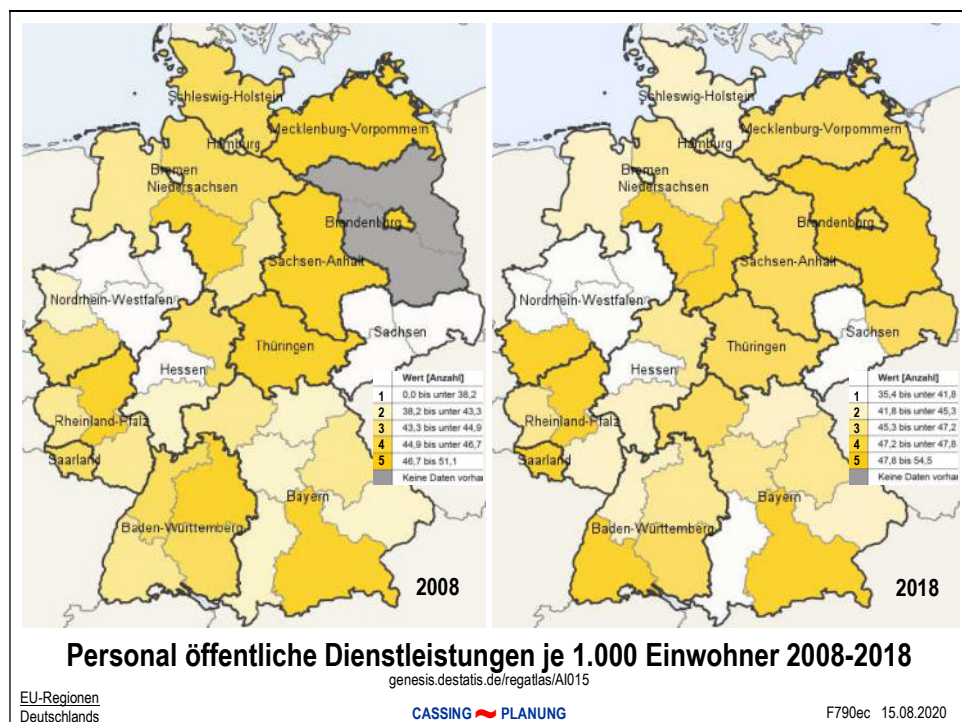 Schleswig-Holstein
Mecklenburg-Vorpommern
Hamburg
Bremen
Niedersachsen
Brandenburg
Sachsen-Anhalt
Nordrhein-Westfalen
Sachsen
Thüringen
Hessen
Rheinland-Pfalz
Saarland
Bayern
Baden-Württemberg
Wert [Anzahl]
1 0,0 bis unter 38,2
2 38,2 bis unter 43,3
3 43,3 bis unter 44,9
4 44,9 bis unter 46,7
5 46,7 bis 51,1
Keine Daten vorha
2008
Schleswig-Holstein
Mecklenburg-Vorpommern
Hamburg
Bremen
Niedersachsen
Brandenburg
Sachsen-Anhalt
Nordrhein-Westfalen
Sachsen
Thüringen
Hessen
Rheinland-Pfalz
Saarland
Bayern
Baden-Württemberg
Wert [Anzahl]
1 35,4 bis unter 41,8
2 41,8 bis unter 45,3
3 45,3 bis unter 47,2
4 47,2 bis unter 47,8
5 47,8 bis 54,5
Keine Daten vorha
2018
Personal öffentliche Dienstleistungen je 1.000 Einwohner 2008-2018
genesis.destatis.de/regatlas/AI015
EU-Regionen
Deutschlands
CASSING PLANUNG
F790ec 15.08.2020